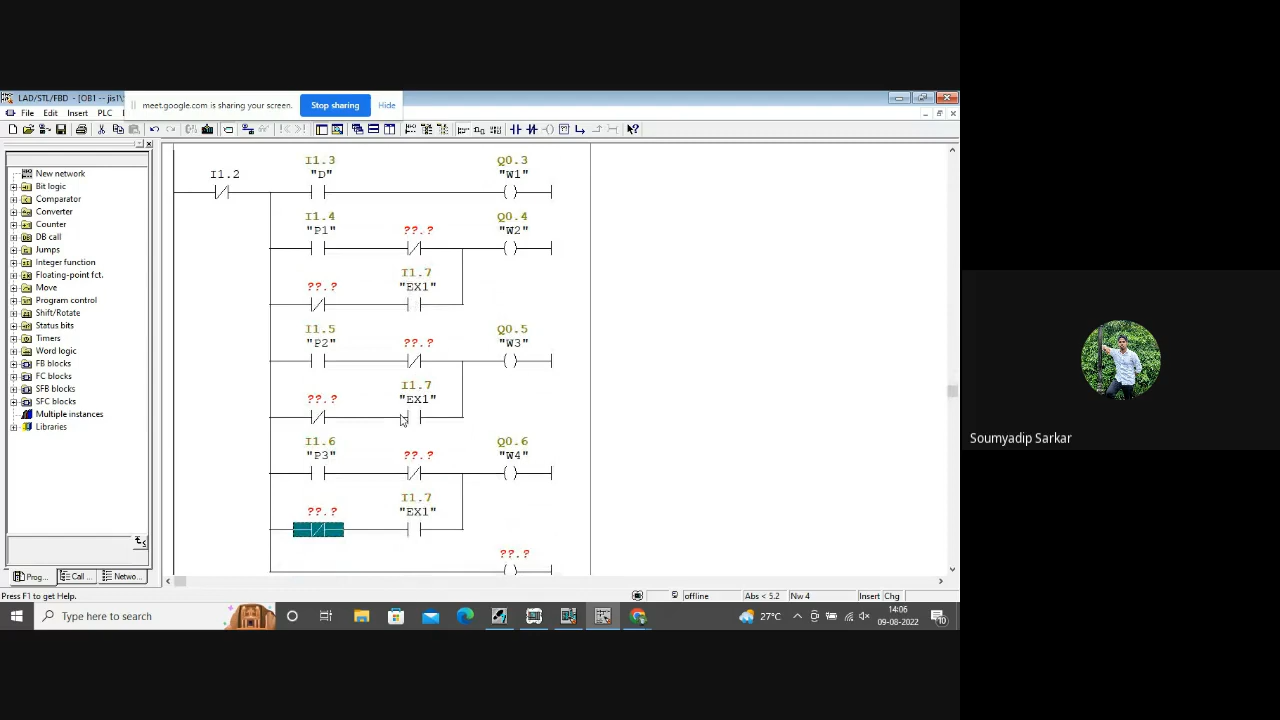 LAD/STL/FBD - [OB1 -- jis1\
meet.google.com is sharing your screen. Stop sharing Hide
File Edit Insert PLC
New network
Bit logic
Comparator
Converter
Counter
DB call
Jumps
Integer function
Floating-point fct.
Move
Program control
Shift/Rotate
Status bits
Timers
Word logic
FB blocks
FC blocks
SFB blocks
SFC blocks
Multiple instances
Libraries
Prog... Call ... Netwo...
I1.3 Q0.3
I1.2 "D" "W1"
I1.4 Q0.4
"P1" ??.? "W2"
I1.7
??.? "EX1"
I1.5 Q0.5
"P2" ??.? "W3"
I1.7
??.? "EX1"
I1.6 Q0.6
"P3" ??.? "W4"
I1.7
??.? "EX1"
??.?
Press F1 to get Help. offline Abs < 5.2 Nw 4 Insert Chg
Type here to search 27°C 14:06
09-08-2022
10
Soumyadip Sarkar